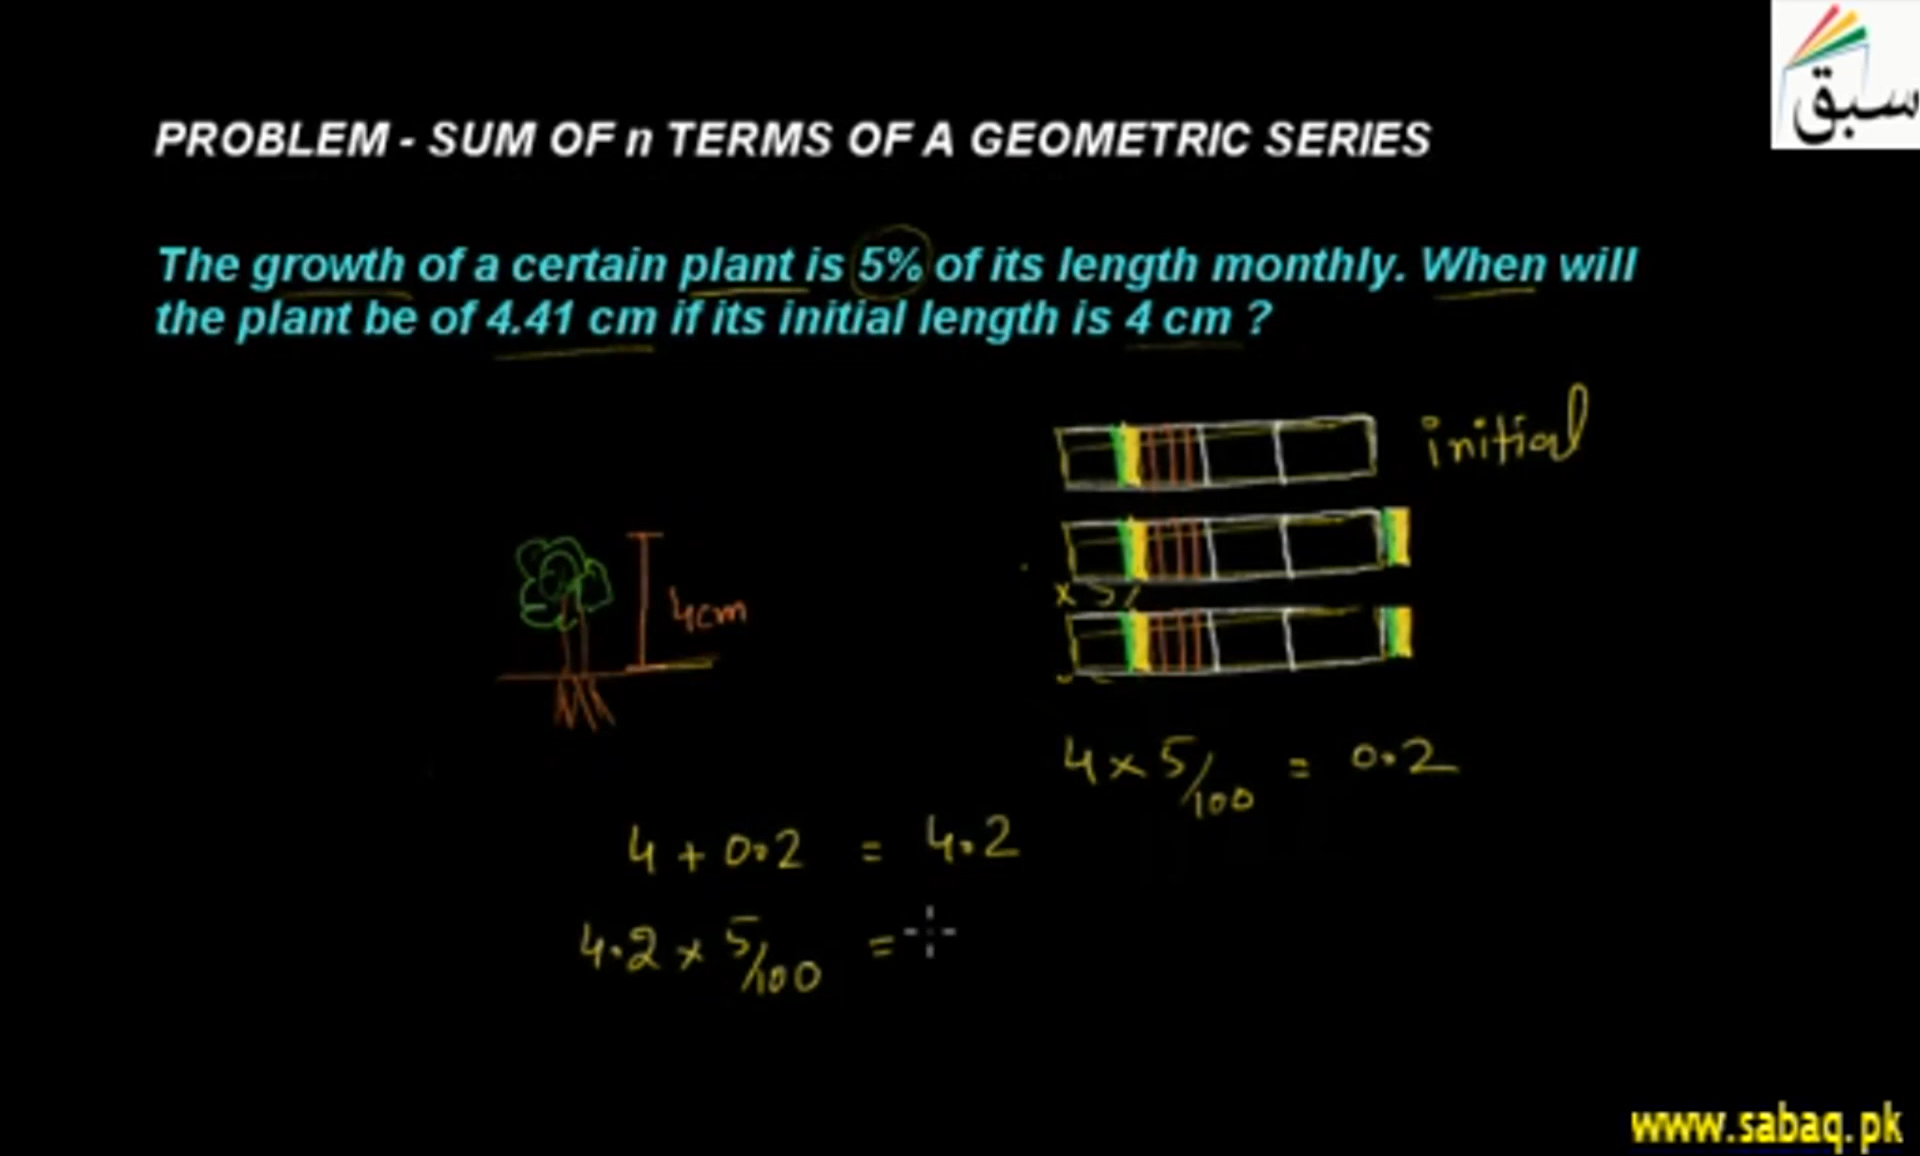 سبق
PROBLEM - SUM OF n TERMS OF A GEOMETRIC SERIES
The growth of a certain plant is 5% of its length monthly. When will
the plant be of 4.41 cm if its initial length is 4 cm ?
initial
4cm
4 × 5/100 = 0.2
4 + 0.2 = 4.2
4.2 × 5/100 =
www.sabaq.pk